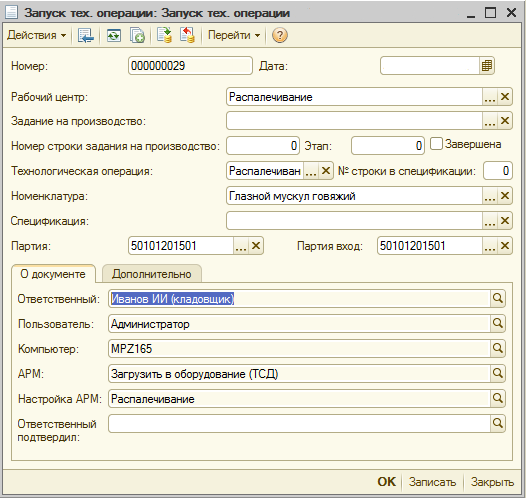 Запуск тех. операции: Запуск тех. операции
Действия Перейти
Номер: 000000029 Дата:
Рабочий центр: Распалечивание
Задание на производство:
Номер строки задания на производство: 0 Этап: 0 Завершена
Технологическая операция: Распалечиван № строки в спецификации: 0
Номенклатура: Глазной мускул говяжий
Спецификация:
Партия: 50101201501 Партия вход: 50101201501
О документе Дополнительно
Ответственный: Иванов ИИ (кладовщик)
Пользователь: Администратор
Компьютер: MPZ165
АРМ: Загрузить в оборудование (ТСД)
Настройка АРМ: Распалечивание
Ответственный
подтвердил:
OK Записать Закрыть